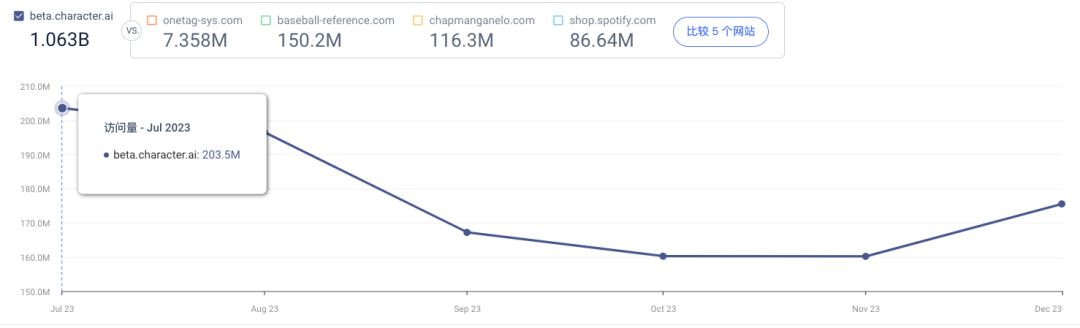 beta.character.ai
1.063B
VS.
onetag-sys.com
7.358M
baseball-reference.com
150.2M
chapmanganelo.com
116.3M
shop.spotify.com
86.64M
比较 5 个网站
210.0M
200.0M
190.0M
180.0M
170.0M
160.0M
150.0M
访问量 - Jul 2023
beta.character.ai: 203.5M
Jul 23
Aug 23
Sep 23
Oct 23
Nov 23
Dec 23